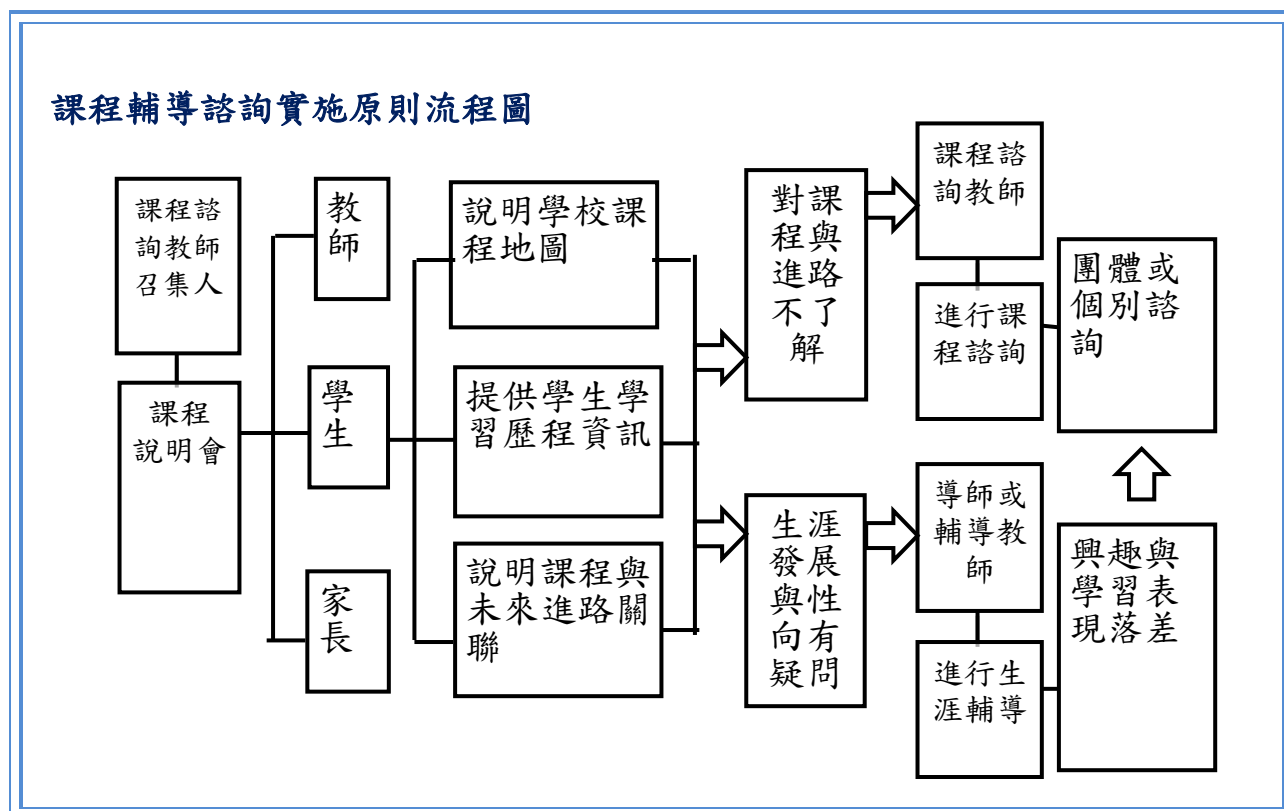 課程輔導諮詢實施原則流程圖
課程諮
詢教師
召集人
課程
說明會
教
師
學
生
家
長
說明學校課
程地圖
提供學生學
習歷程資訊
說明課程與
未來進路關
聯
對課
程與
進路
不了
解
生涯
發展
與性
向有
疑問
課程諮
詢教師
進行課
程諮詢
團體或
個別諮
詢
導師或
輔導教
師
進行生
涯輔導
興趣與
學習表
現落差